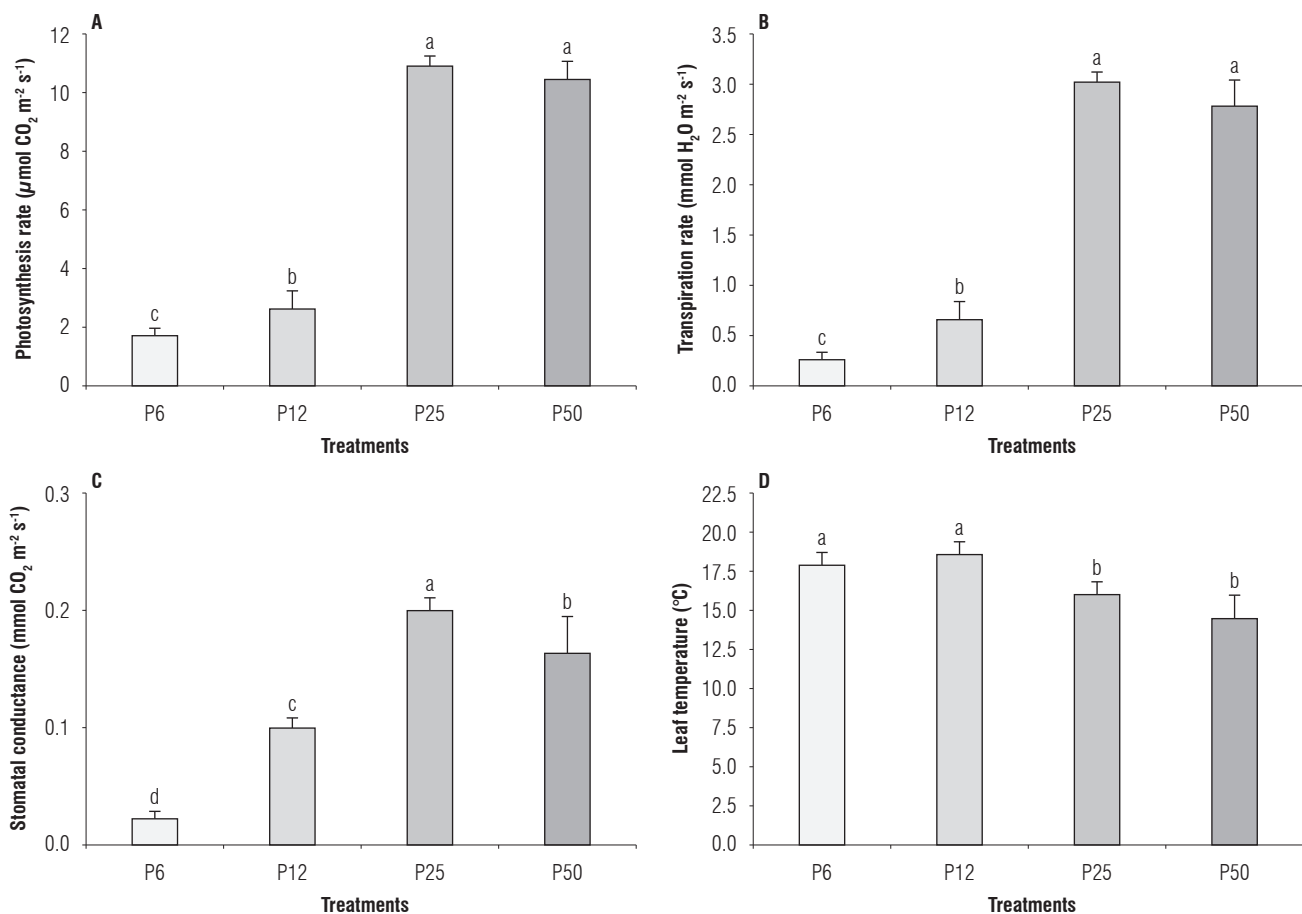 A
Photosynthesis rate (µmol CO₂ m⁻² s⁻¹)
12
10
8
6
4
2
0
c
b
a
a
P6 P12 P25 P50
Treatments
B
Transpiration rate (mmol H₂O m⁻² s⁻¹)
3.5
3.0
2.5
2.0
1.5
1.0
0.5
0.0
c
b
a
a
P6 P12 P25 P50
Treatments
C
Stomatal conductance (mmol CO₂ m⁻² s⁻¹)
0.3
0.2
0.1
0.0
d
c
a
b
P6 P12 P25 P50
Treatments
D
Leaf temperature (°C)
22.5
20.0
17.5
15.0
12.5
10.0
7.5
5.0
2.5
0.0
a
a
b
b
P6 P12 P25 P50
Treatments